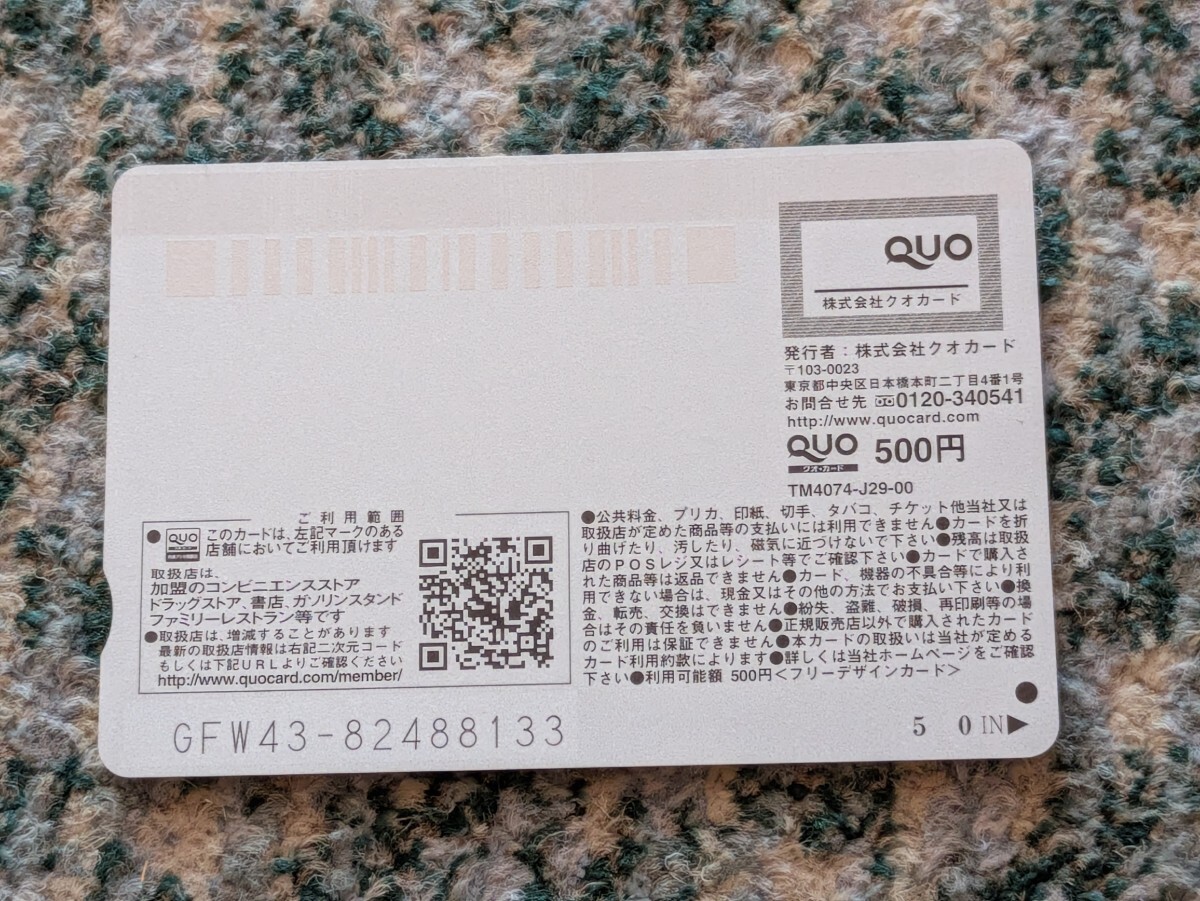 QUO
株式会社クオカード
発行者：株式会社クオカード
〒103-0023
東京都中央区日本橋本町二丁目4番1号
お問合せ先 0120-340541
http://www.quocard.com
QUO 500円
クオ・カード
TM4074-J29-00
ご利用範囲
●QUO このカードは、左記マークのある
店舗においてご利用頂けます
取扱店は、
加盟のコンビニエンスストア
ドラッグストア、書店、ガソリンスタンド
ファミリーレストラン等です
●取扱店は、増減することがあります
最新の取扱店情報は右記二次元コード
もしくは下記URLよりご確認ください
http://www.quocard.com/member/
●公共料金、プリカ、印紙、切手、タバコ、チケット他当社又は
取扱店が定めた商品等の支払いには利用できません●カードを折
り曲げたり、汚したり、磁気に近づけないで下さい●残高は取扱
店のPOSレジ又はレシート等でご確認下さい●カードで購入さ
れた商品等は返品できません●カード、機器の不具合等により利
用できない場合は、現金又はその他の方法でお支払い下さい●換
金、転売、交換はできません●紛失、盗難、破損、再印刷等の場
合はその責任を負いません●正規販売店以外で購入されたカード
のご利用は保証できません●本カードの取扱いは当社が定める
カード利用約款によります●詳しくは当社ホームページをご確認
下さい●利用可能額 500円＜フリーデザインカード＞
GFW43-82488133
5 0 IN▶